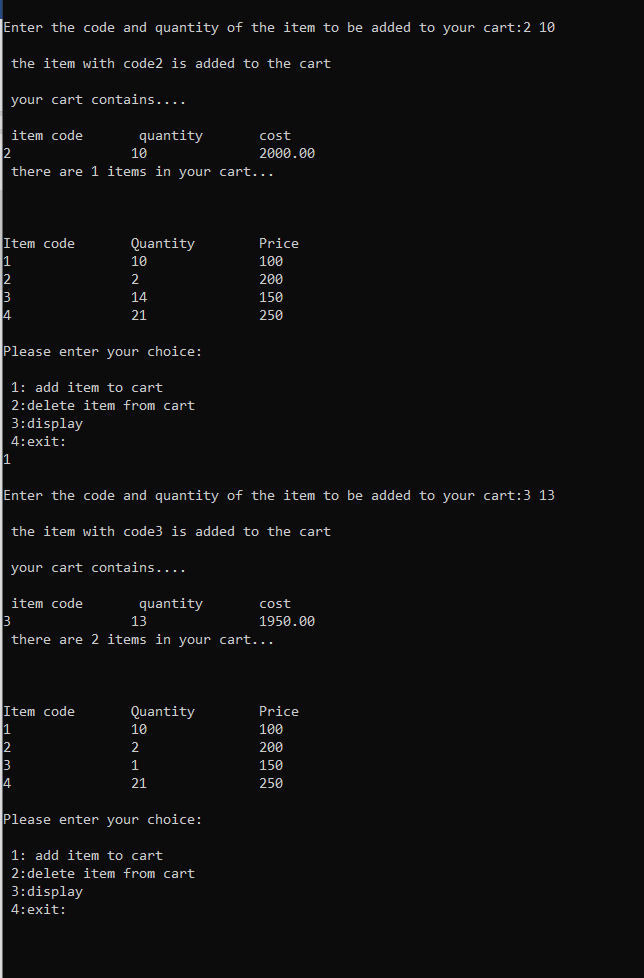 Enter the code and quantity of the item to be added to your cart:2 10
the item with code2 is added to the cart
your cart contains....
item code quantity cost
2 10 2000.00
there are 1 items in your cart...
Item code Quantity Price
1 10 100
2 2 200
3 14 150
4 21 250
Please enter your choice:
1: add item to cart
2:delete item from cart
3:display
4:exit:
1
Enter the code and quantity of the item to be added to your cart:3 13
the item with code3 is added to the cart
your cart contains....
item code quantity cost
3 13 1950.00
there are 2 items in your cart...
Item code Quantity Price
1 10 100
2 2 200
3 1 150
4 21 250
Please enter your choice:
1: add item to cart
2:delete item from cart
3:display
4:exit: